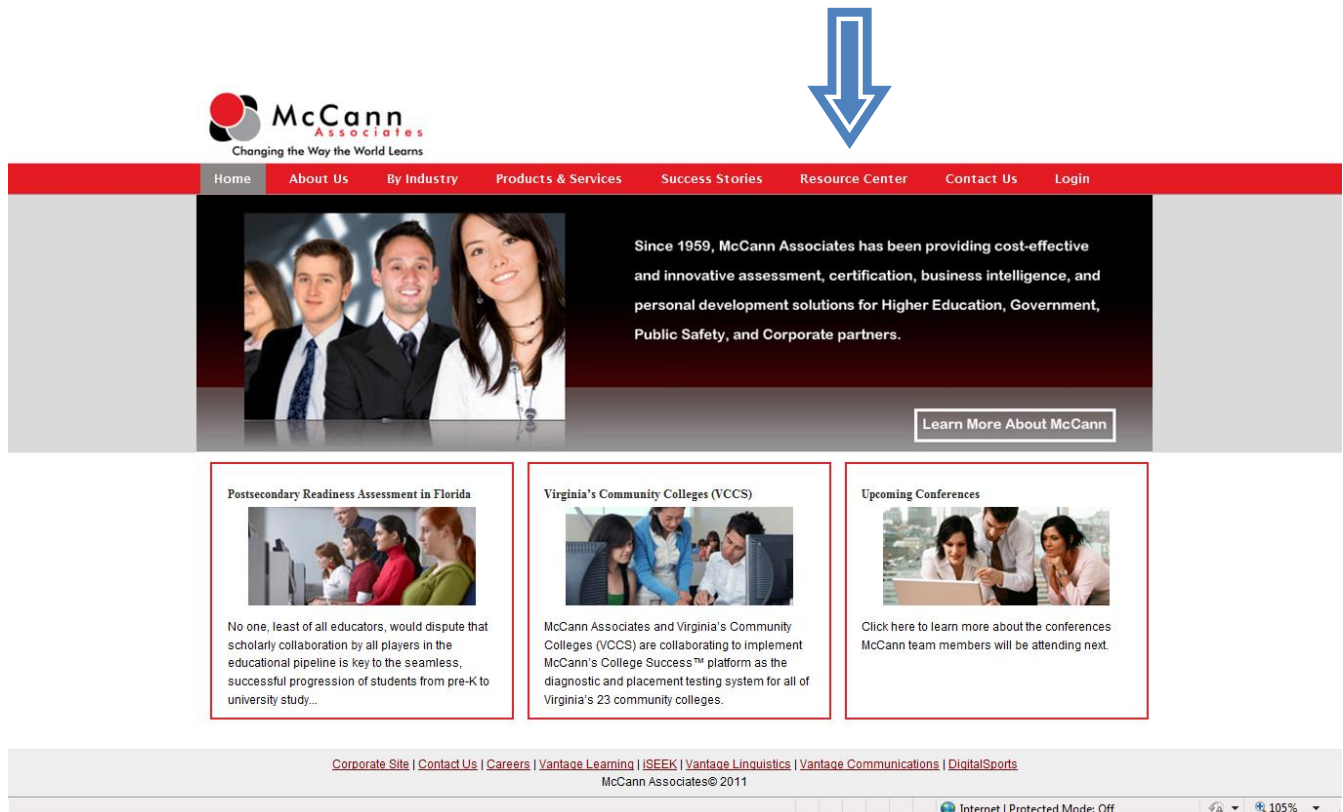 McCann
Associates
Changing the Way the World Learns
Home About Us By Industry Products & Services Success Stories Resource Center Contact Us Login
Since 1959, McCann Associates has been providing cost-effective
and innovative assessment, certification, business intelligence, and
personal development solutions for Higher Education, Government,
Public Safety, and Corporate partners.
Learn More About McCann
Postsecondary Readiness Assessment in Florida
No one, least of all educators, would dispute that
scholarly collaboration by all players in the
educational pipeline is key to the seamless,
successful progression of students from pre-K to
university study...
Virginia's Community Colleges (VCCS)
McCann Associates and Virginia's Community
Colleges (VCCS) are collaborating to implement
McCann's College Success™ platform as the
diagnostic and placement testing system for all of
Virginia's 23 community colleges.
Upcoming Conferences
Click here to learn more about the conferences
McCann team members will be attending next.
Corporate Site | Contact Us | Careers | Vantage Learning | iSEEK | Vantage Linguistics | Vantage Communications | DigitalSports
McCann Associates© 2011
Internet | Protected Mode: Off 105%